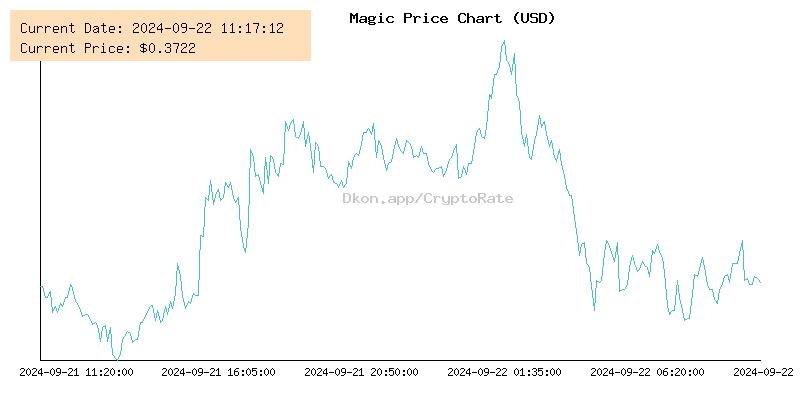 Magic Price Chart (USD)
Current Date: 2024-09-22 11:17:12
Current Price: $0.3722
Dkon.app/CryptoRate
2024-09-21 11:20:00 2024-09-21 16:05:00 2024-09-21 20:50:00 2024-09-22 01:35:00 2024-09-22 06:20:00 2024-09-22